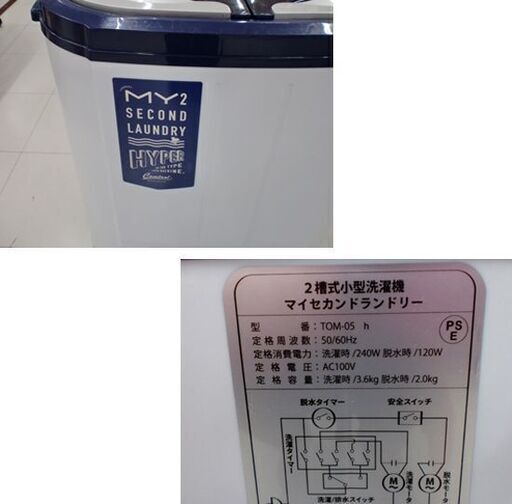 MY2
SECOND
LAUNDRY
HYPER
2槽式小型洗濯機
マイセカンドランドリー
型番:TOM-05 h
定格周波数:50/60Hz
定格消費電力:洗濯時/240W 脱水時/120W
定格電圧:AC100V
定格容量:洗濯時/3.6kg 脱水時/2.0kg
PS
E
脱水タイマー
安全スイッチ
洗濯タイマー
M
M
洗濯モータ
脱水モータ
洗濯/排水スイッチ